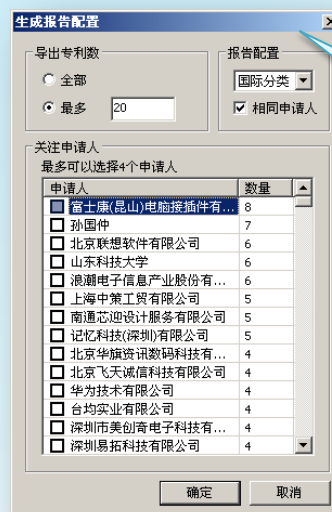 生成报告配置
导出专利数
全部
最多 20
报告配置
国际分类
相同申请人
关注申请人
最多可以选择4个申请人
申请人 数量
富士康(昆山)电脑接插件有... 8
孙国仲 7
北京联想软件有限公司 6
山东科技大学 6
浪潮电子信息产业股份有... 6
上海中策工贸有限公司 5
南通芯迎设计服务有限公司 5
记忆科技(深圳)有限公司 5
北京华旗资讯数码科技有... 4
北京飞天诚信科技有限公司 4
华为技术有限公司 4
台均实业有限公司 4
深圳市美创奇电子科技有... 4
深圳易拓科技有限公司 4
确定 取消